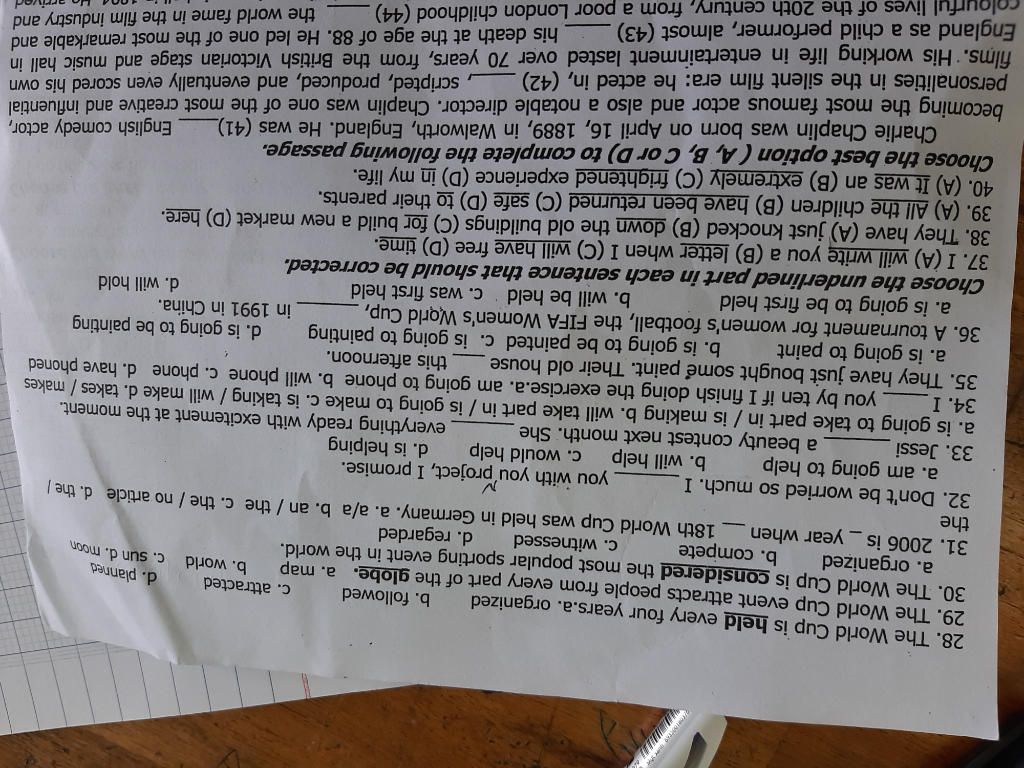 28. The World Cup is held every four years.a. organized b. followed c. attracted d. planned
29. The World Cup event attracts people from every part of the globe. a. map b. world c. sun d. moon
30. The World Cup is considered the most popular sporting event in the world.
a. organized b. compete c. witnessed d. regarded
31. 2006 is _ year when __ 18th World Cup was held in Germany. a. a/a b. an / the c. the / no article d. the /
the
32. Don't be worried so much. I ______ you with you project, I promise.
a. am going to help b. will help c. would help d. is helping
33. Jessi ______ a beauty contest next month. She ______ everything ready with excitement at the moment.
a. is going to take part in / is making b. will take part in / is going to make c. is taking / will make d. takes / makes
34. I ____ you by ten if I finish doing the exercise.a. am going to phone b. will phone c. phone d. have phoned
35. They have just bought some paint. Their old house ___ this afternoon.
a. is going to paint b. is going to be painted c. is going to painting d. is going to be painting
36. A tournament for women's football, the FIFA Women's World Cup, ______ in 1991 in China.
a. is going to be first held b. will be held c. was first held d. will hold
Choose the underlined part in each sentence that should be corrected.
37. I (A) will write you a (B) letter when I (C) will have free (D) time.
38. They have (A) just knocked (B) down the old buildings (C) for build a new market (D) here.
39. (A) All the children (B) have been returned (C) safe (D) to their parents.
40. (A) It was an (B) extremely (C) frightened experience (D) in my life.
Choose the best option ( A, B, C or D) to complete the following passage.
Charlie Chaplin was born on April 16, 1889, in Walworth, England. He was (41)____ English comedy actor,
becoming the most famous actor and also a notable director. Chaplin was one of the most creative and influential
personalities in the silent film era: he acted in, (42) ____, scripted, produced, and eventually even scored his own
films. His working life in entertainment lasted over 70 years, from the British Victorian stage and music hall in
England as a child performer, almost (43) ____ his death at the age of 88. He led one of the most remarkable and
colourful lives of the 20th century, from a poor London childhood (44) ____ the world fame in the film industry and